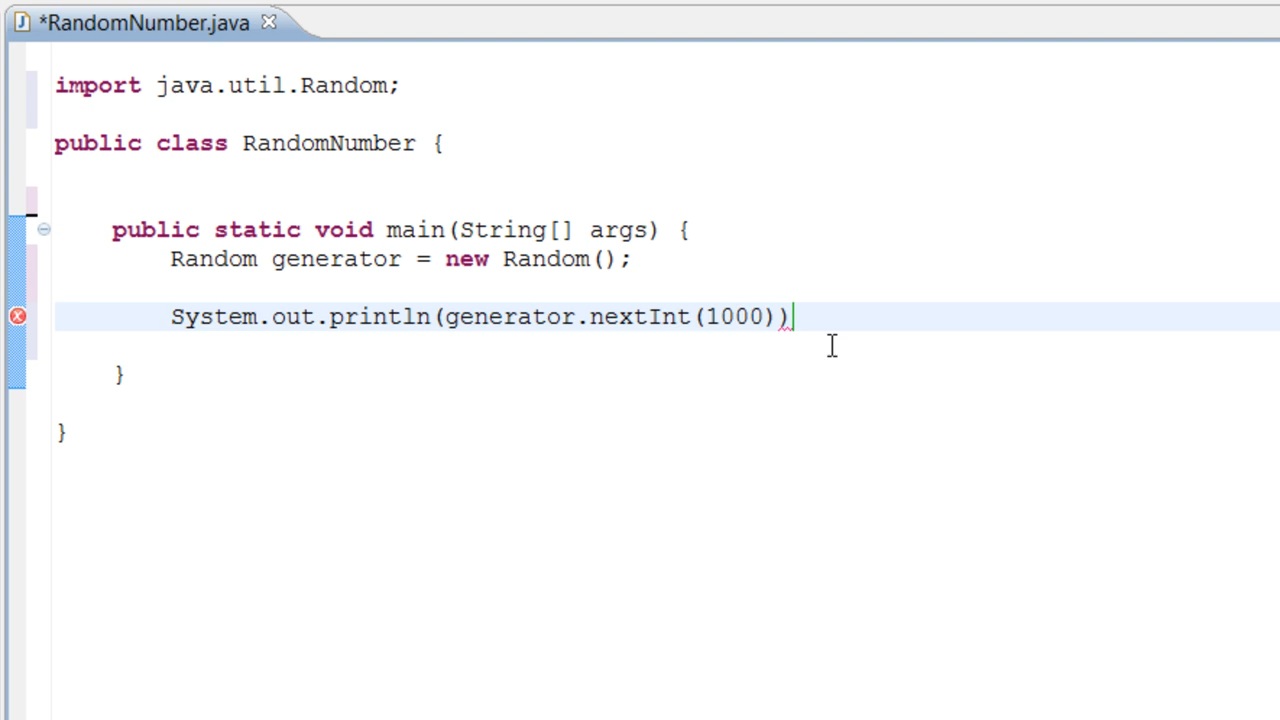 *RandomNumber.java
import java.util.Random;
public class RandomNumber {
public static void main(String[] args) {
Random generator = new Random();
System.out.println(generator.nextInt(1000))
}
}